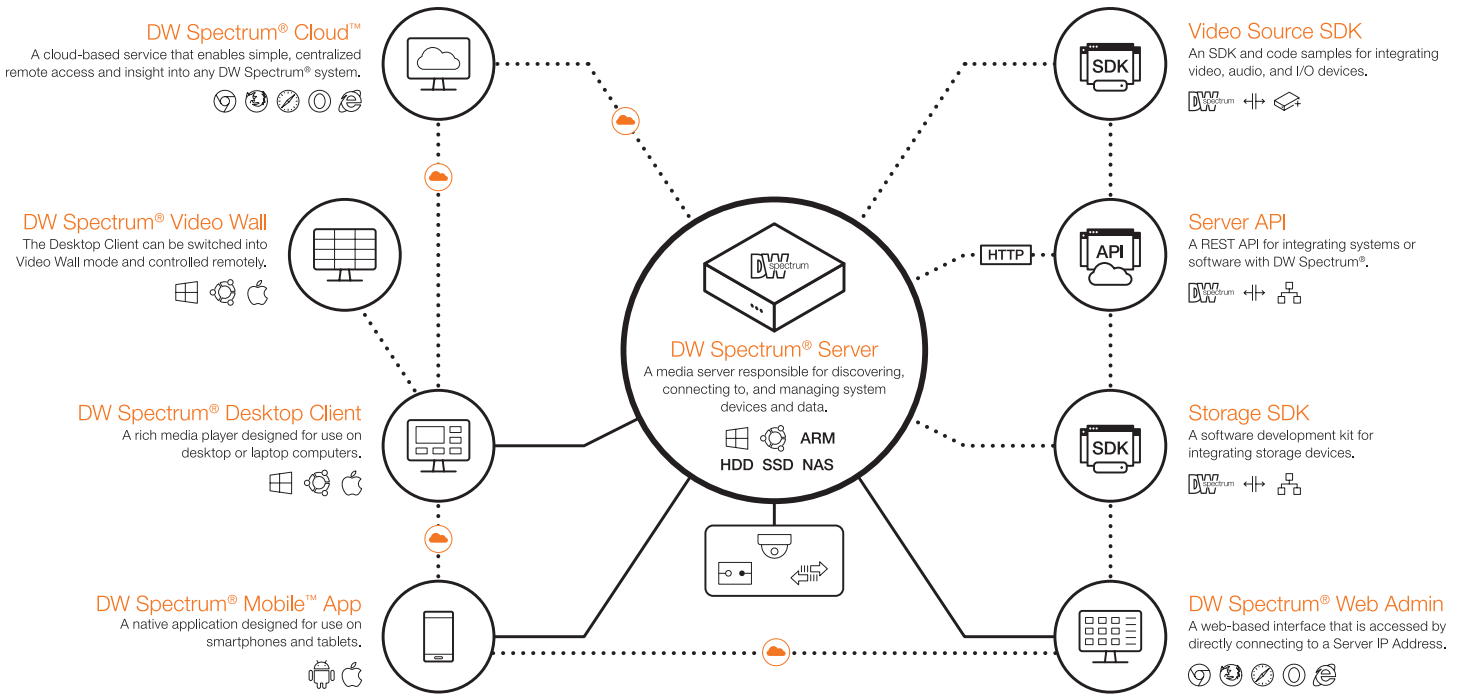 DW Spectrum® Cloud™
A cloud-based service that enables simple, centralized
remote access and insight into any DW Spectrum® system.
DW Spectrum® Video Wall
The Desktop Client can be switched into
Video Wall mode and controlled remotely.
DW Spectrum® Desktop Client
A rich media player designed for use on
desktop or laptop computers.
DW Spectrum® Mobile™ App
A native application designed for use on
smartphones and tablets.
DW spectrum
DW Spectrum® Server
A media server responsible for discovering,
connecting to, and managing system
devices and data.
ARM
HDD SSD NAS
HTTP
SDK
Video Source SDK
An SDK and code samples for integrating
video, audio, and I/O devices.
DW spectrum
API
Server API
A REST API for integrating systems or
software with DW Spectrum®.
DW spectrum
SDK
Storage SDK
A software development kit for
integrating storage devices.
DW spectrum
DW Spectrum® Web Admin
A web-based interface that is accessed by
directly connecting to a Server IP Address.